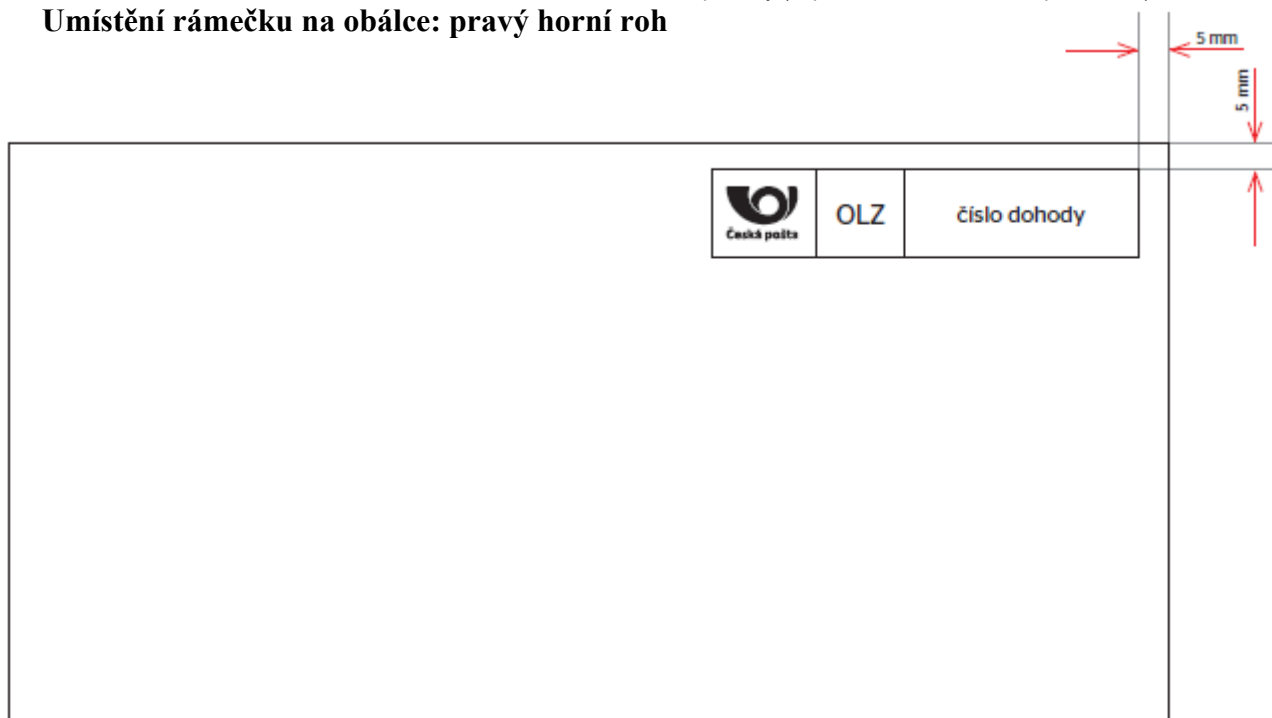 Umístění rámečku na obálce: pravý horní roh
5 mm
5 mm
Česká pošta
OLZ
číslo dohody